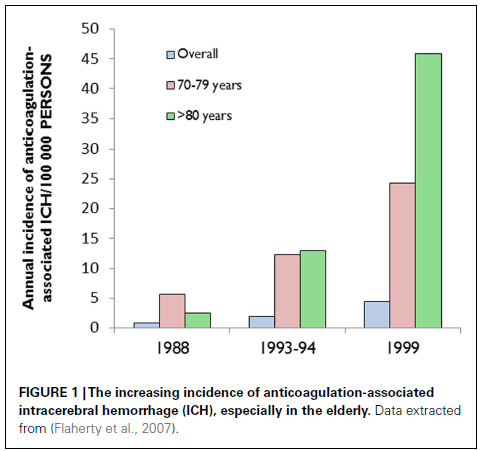 Annual incidence of anticoagulation-
associated ICH/100 000 PERSONS
50
45
40
35
30
25
20
15
10
5
0
Overall
70-79 years
>80 years
1988
1993-94
1999
FIGURE 1 | The increasing incidence of anticoagulation-associated
intracerebral hemorrhage (ICH), especially in the elderly. Data extracted
from (Flaherty et al., 2007).